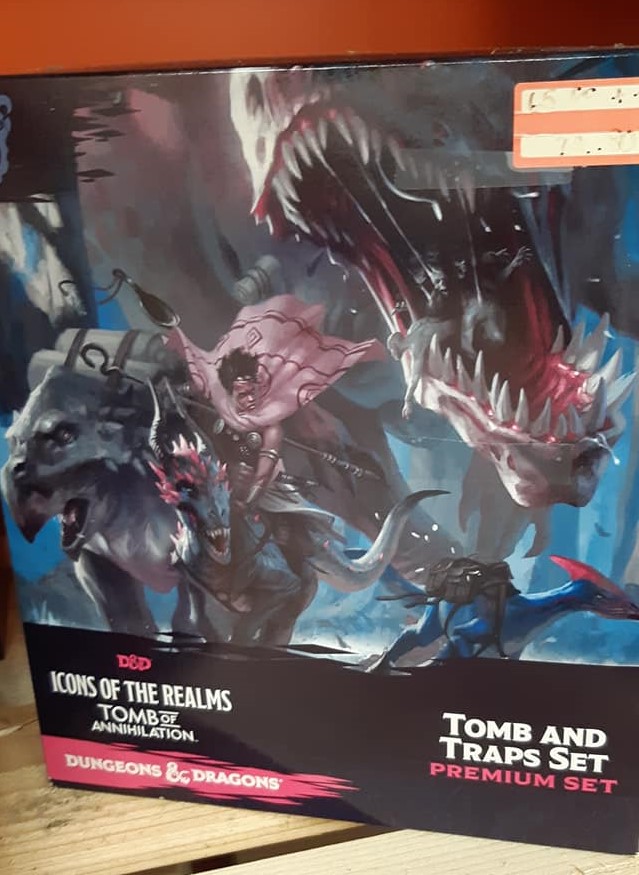 D&D
ICONS OF THE REALMS
TOMB OF
ANNIHILATION
DUNGEONS & DRAGONS
TOMB AND
TRAPS SET
PREMIUM SET